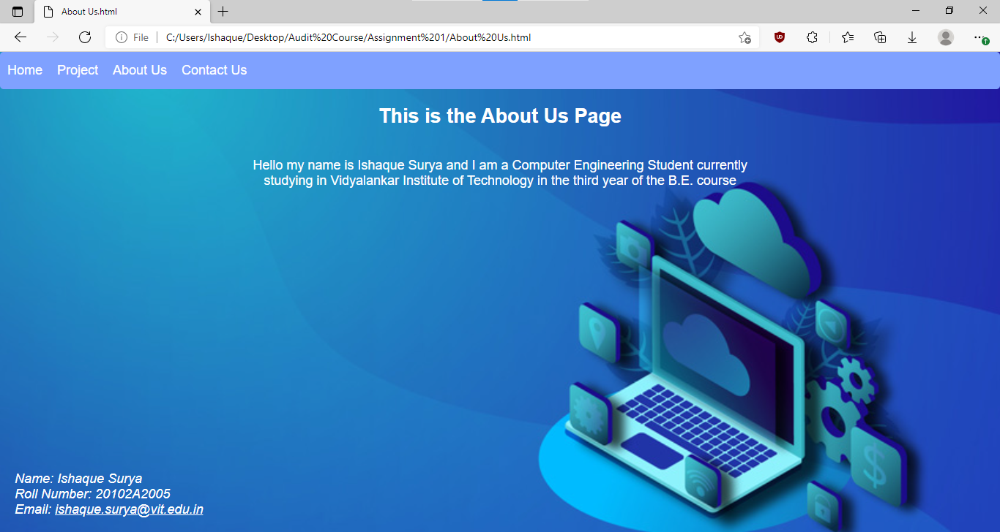 About Us.html
File C:/Users/Ishaque/Desktop/Audit%20Course/Assignment%201/About%20Us.html
Home Project About Us Contact Us
This is the About Us Page
Hello my name is Ishaque Surya and I am a Computer Engineering Student currently
studying in Vidyalankar Institute of Technology in the third year of the B.E. course
$
Name: Ishaque Surya
Roll Number: 20102A2005
Email: ishaque.surya@vit.edu.in